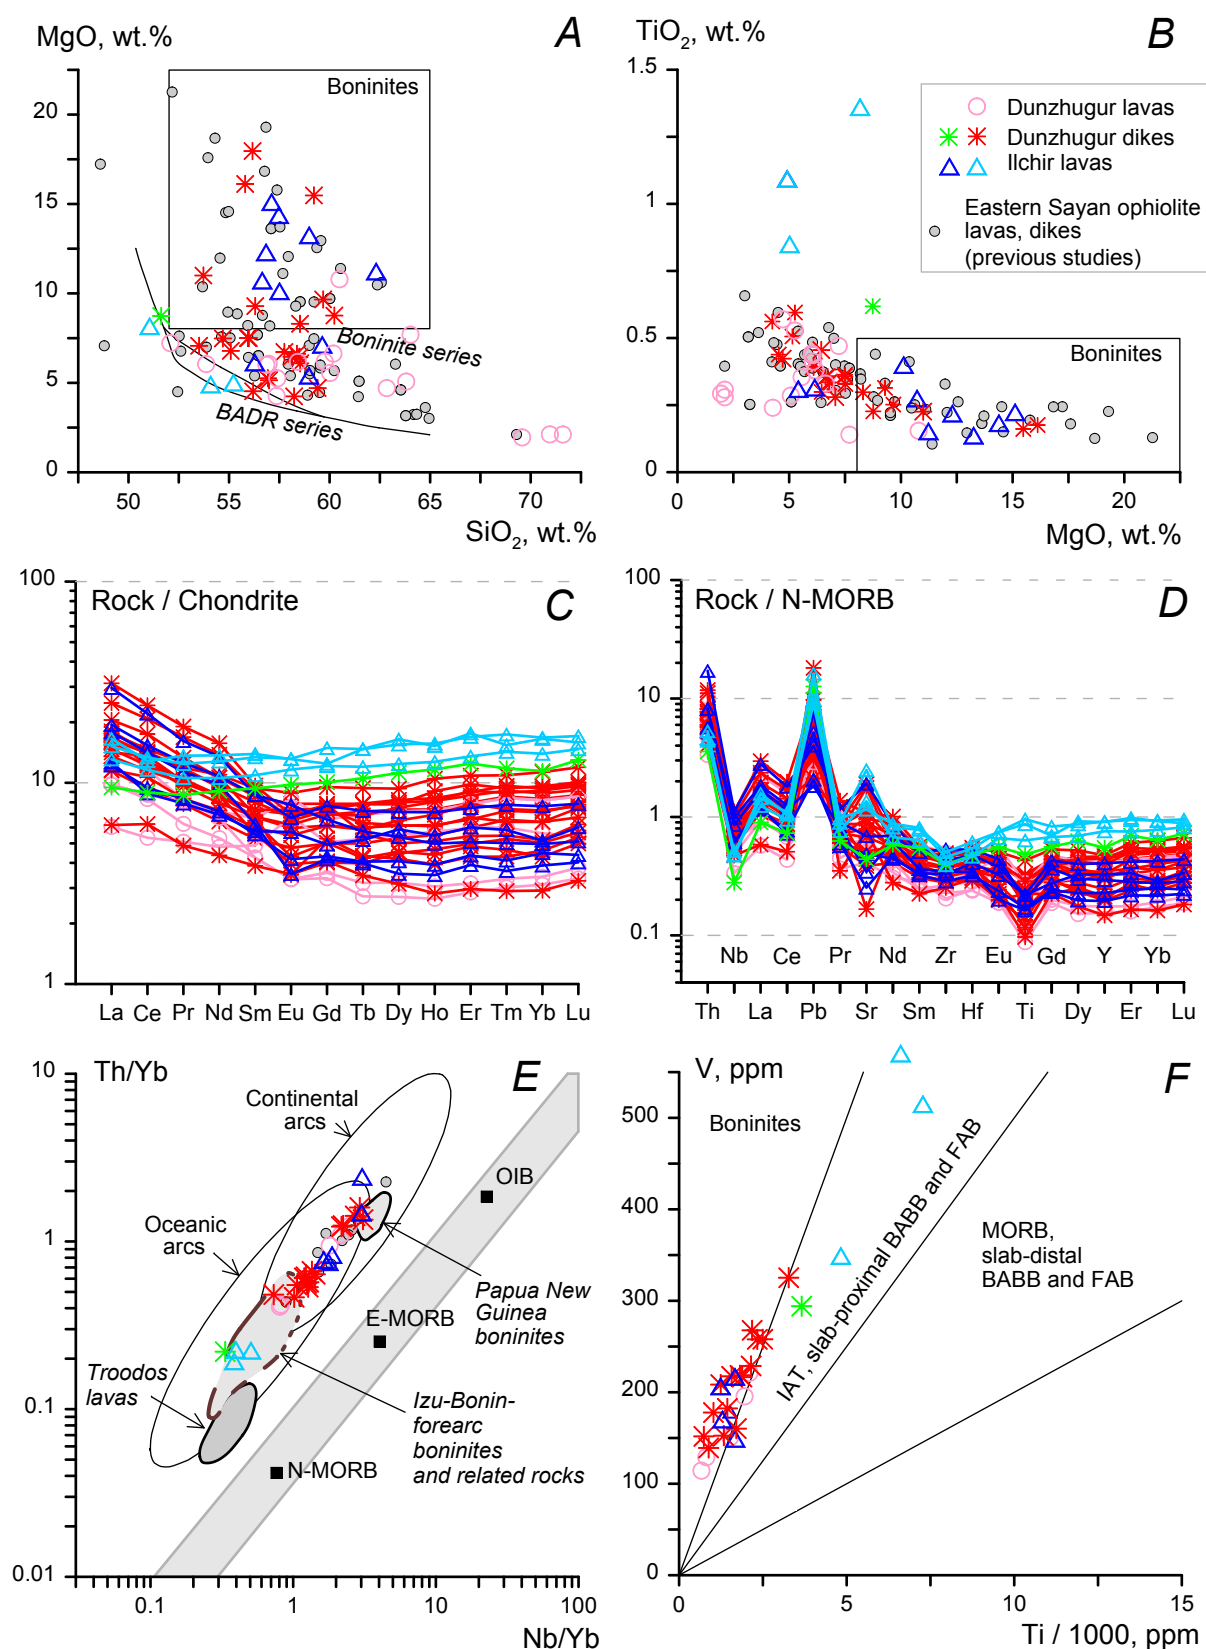 MgO, wt.%
A
20
15
10
5
0
Boninites
Boninite series
BADR series
50
55
60
65
70
SiO2, wt.%
TiO2, wt.%
B
1.5
1
0.5
0
Dunzhugur lavas
Dunzhugur dikes
Ilchir lavas
Eastern Sayan ophiolite
lavas, dikes
(previous studies)
Boninites
0
5
10
15
20
MgO, wt.%
100
Rock / Chondrite
C
10
1
La Ce Pr Nd Sm Eu Gd Tb Dy Ho Er Tm Yb Lu
100
Rock / N-MORB
D
10
1
0.1
Nb Ce Pr Nd Zr Eu Gd Y Yb
Th La Pb Sr Sm Hf Ti Dy Er Lu
10
Th/Yb
E
Continental
arcs
OIB
1
Oceanic
arcs
Papua New
Guinea
boninites
E-MORB
Troodos
lavas
0.1
Izu-Bonin-
forearc
boninites
and related rocks
N-MORB
0.01
0.1
1
10
100
Nb/Yb
V, ppm
F
500
400
300
200
100
0
Boninites
IAT, slab-proximal BABB and FAB
MORB,
slab-distal
BABB and FAB
0
5
10
15
Ti / 1000, ppm